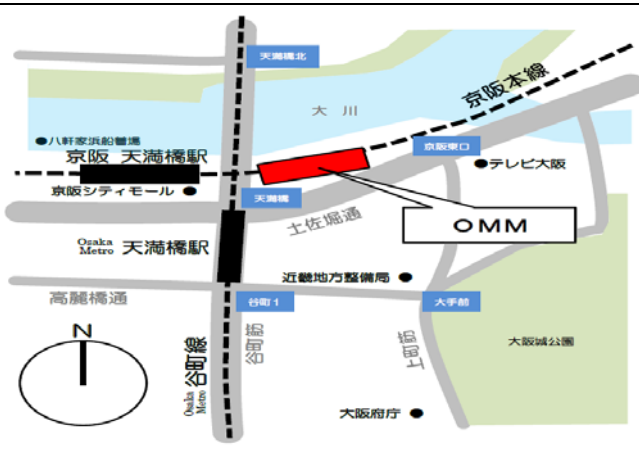 天満橋北
大川
京阪本線
●八軒家浜船着場
京阪 天満橋駅
京阪東口
●テレビ大阪
京阪シティモール ●
天満橋
土佐堀通
OMM
Osaka Metro 天満橋駅
近畿地方整備局 ●
高麗橋通
谷町1
大手前
N
Osaka Metro 谷町線
谷町筋
上町筋
大阪城公園
大阪府庁 ●